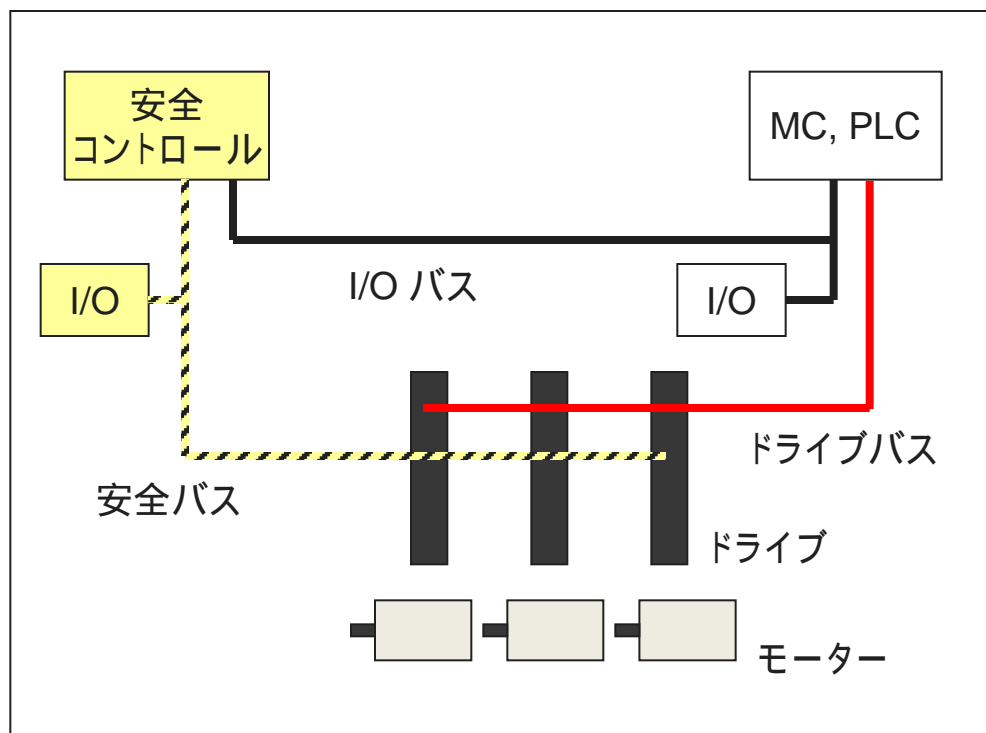 安全
コントロール
MC, PLC
I/O
I/O バス
I/O
ドライブバス
安全バス
ドライブ
モーター